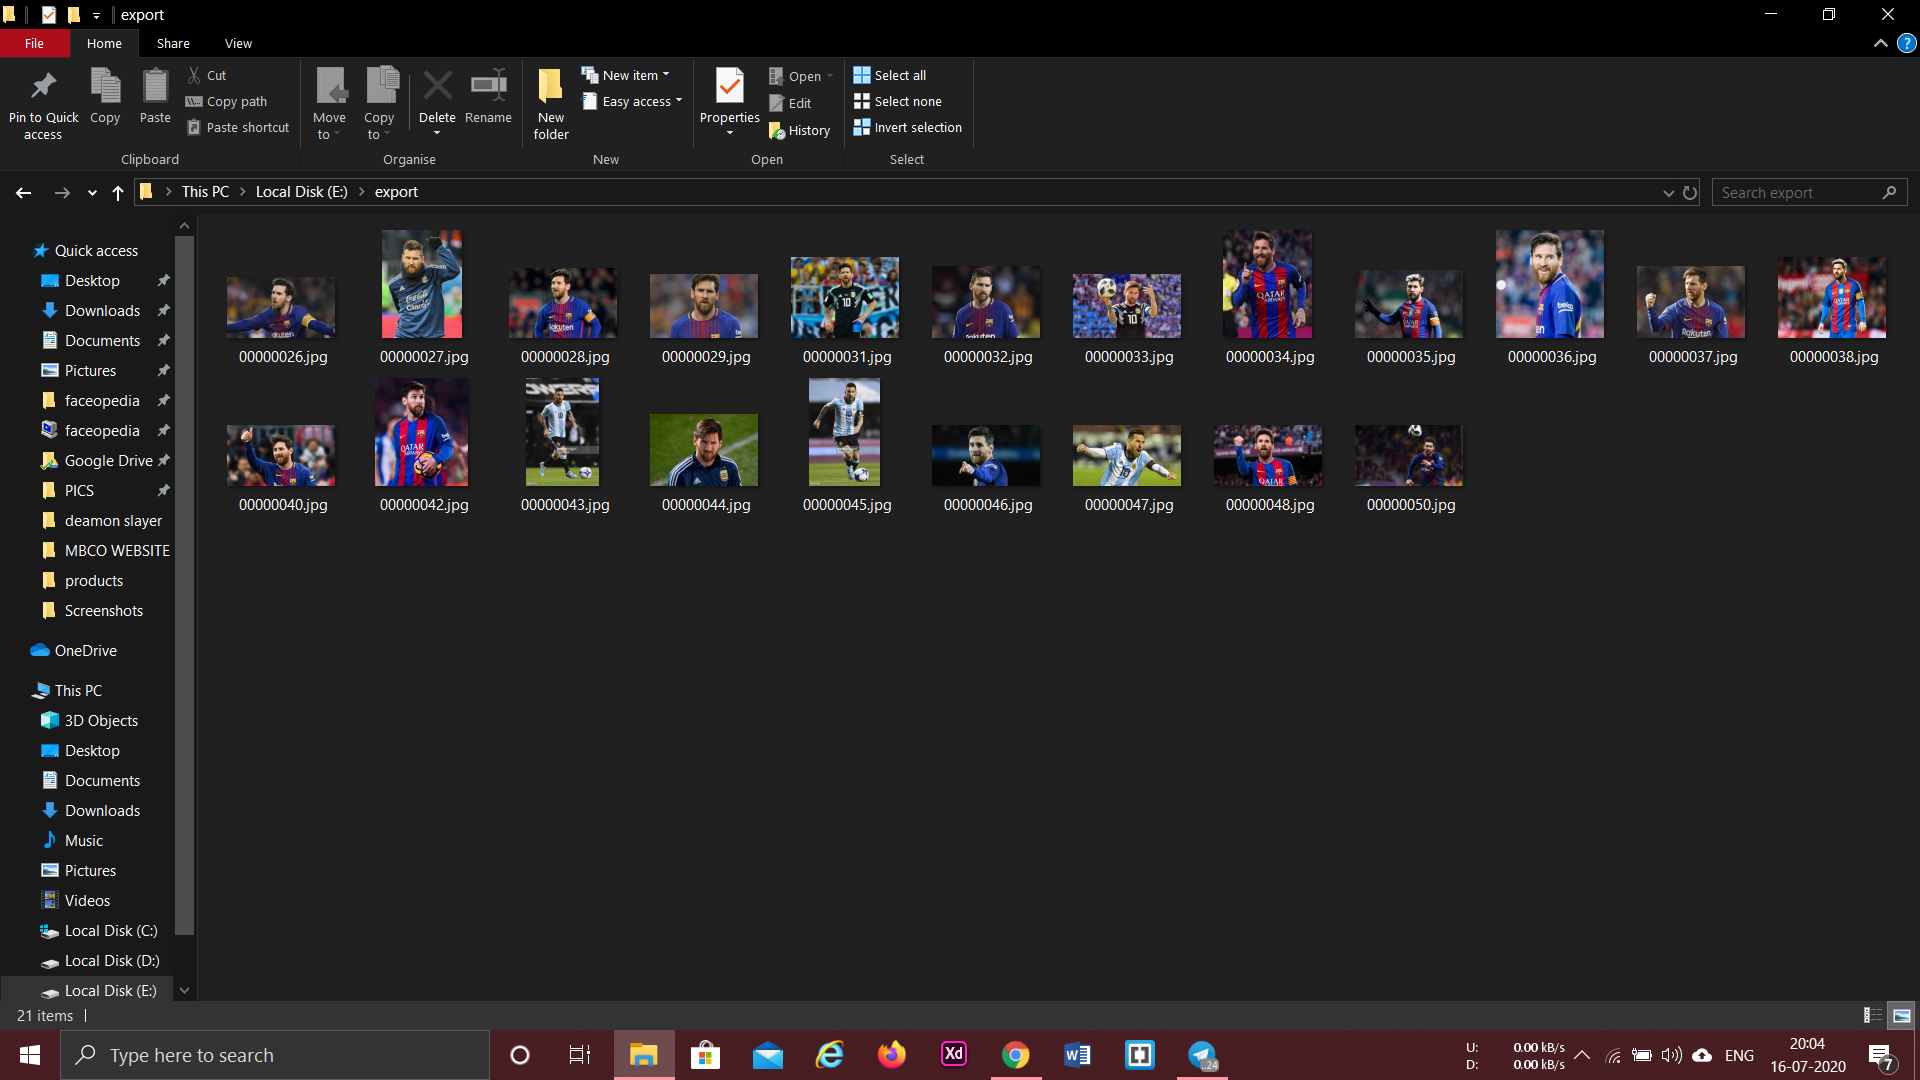 export
File Home Share View
Pin to Quick access
Copy
Paste
Cut
Copy path
Paste shortcut
Clipboard
Move to
Copy to
Delete
Rename
Organise
New folder
New item
Easy access
New
Properties
Open
Edit
History
Open
Select all
Select none
Invert selection
Select
This PC > Local Disk (E:) > export
Search export
Quick access
Desktop
Downloads
Documents
Pictures
faceopedia
faceopedia
Google Drive
PICS
deamon slayer
MBCO WEBSITE
products
Screenshots
OneDrive
This PC
3D Objects
Desktop
Documents
Downloads
Music
Pictures
Videos
Local Disk (C:)
Local Disk (D:)
Local Disk (E:)
00000026.jpg 00000027.jpg 00000028.jpg 00000029.jpg 00000031.jpg 00000032.jpg 00000033.jpg 00000034.jpg 00000035.jpg 00000036.jpg 00000037.jpg 00000038.jpg
00000040.jpg 00000042.jpg 00000043.jpg 00000044.jpg 00000045.jpg 00000046.jpg 00000047.jpg 00000048.jpg 00000050.jpg
21 items
Type here to search
Xd
..24
U: 0.00 kB/s
D: 0.00 kB/s
ENG
20:04
16-07-2020
7